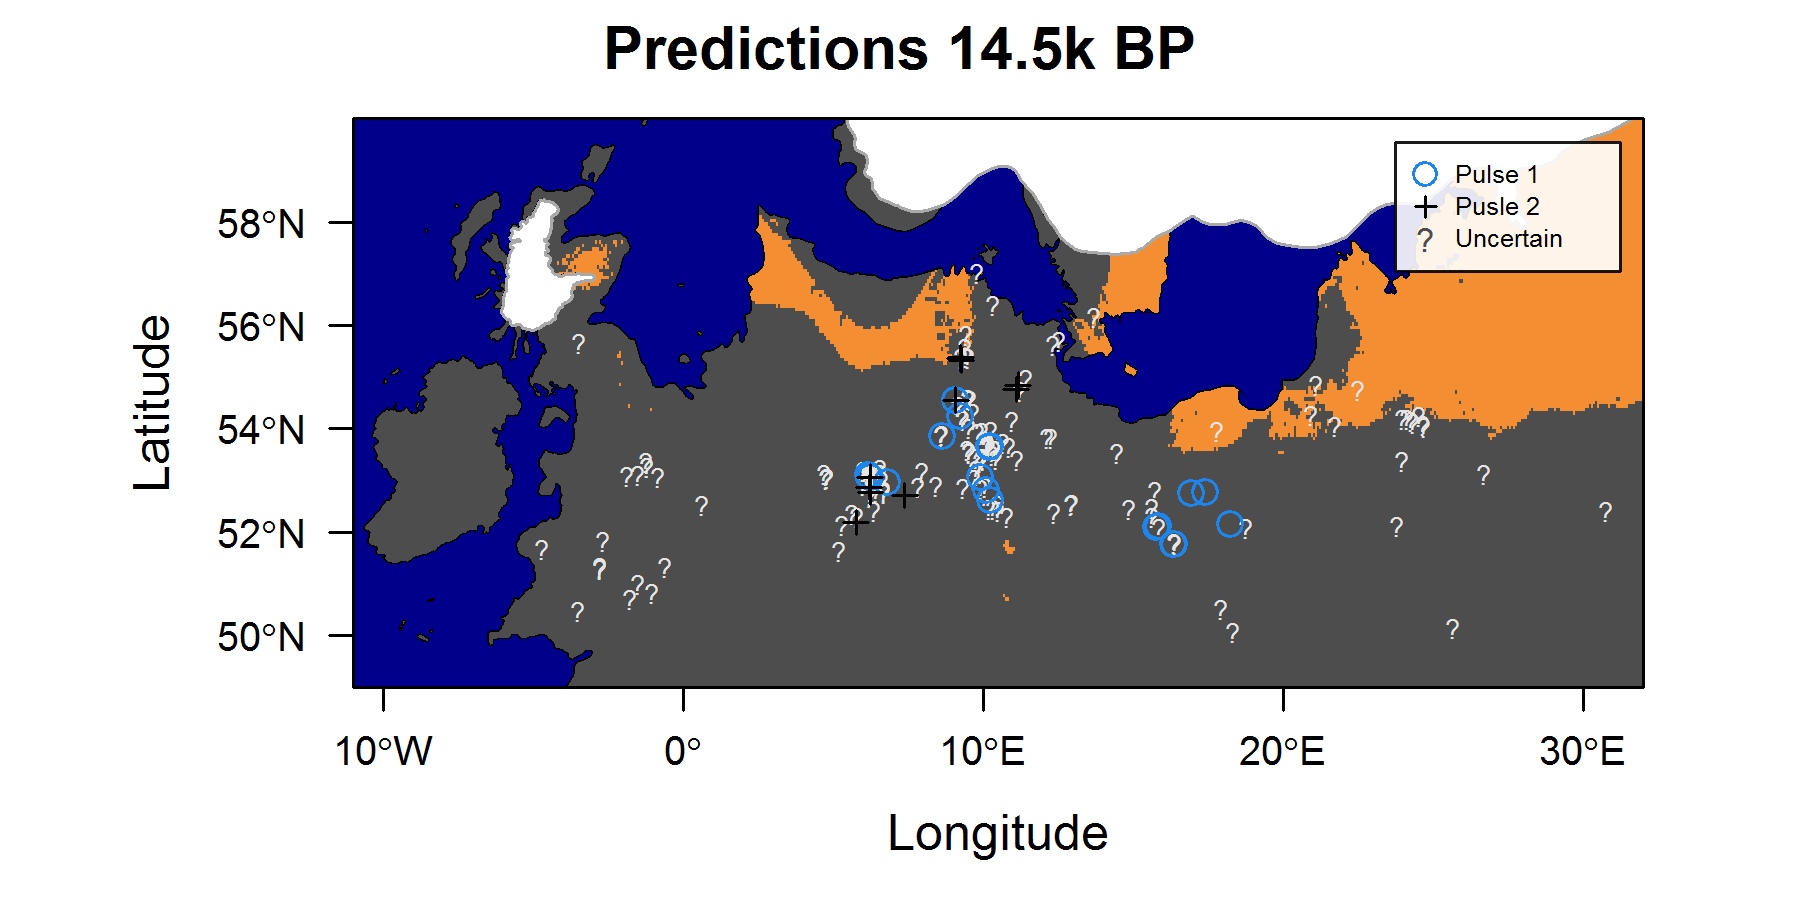 Predictions 14.5k BP
Pulse 1
Pusle 2
? Uncertain
58°N
56°N
54°N
52°N
50°N
Latitude
10°W 0° 10°E 20°E 30°E
Longitude